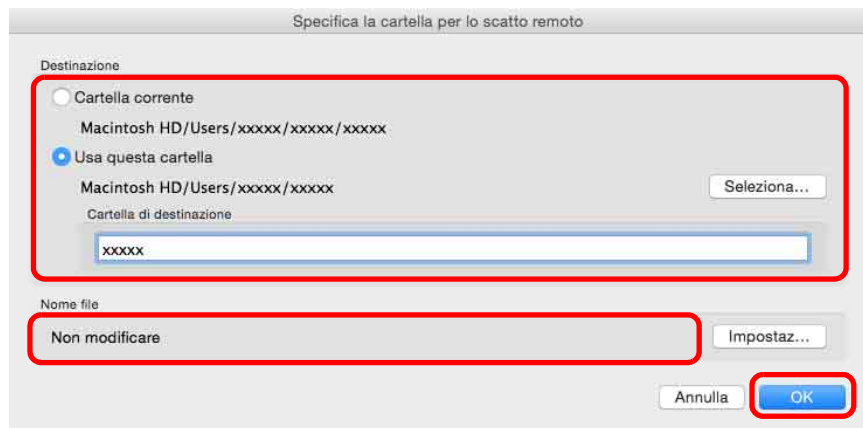 Specifica la cartella per lo scatto remoto
Destinazione
Cartella corrente
Macintosh HD/Users/xxxxx/xxxxx/xxxxx
Usa questa cartella
Macintosh HD/Users/xxxxx/xxxxx
Seleziona...
Cartella di destinazione
xxxxx
Nome file
Non modificare
Impostaz...
Annulla
OK